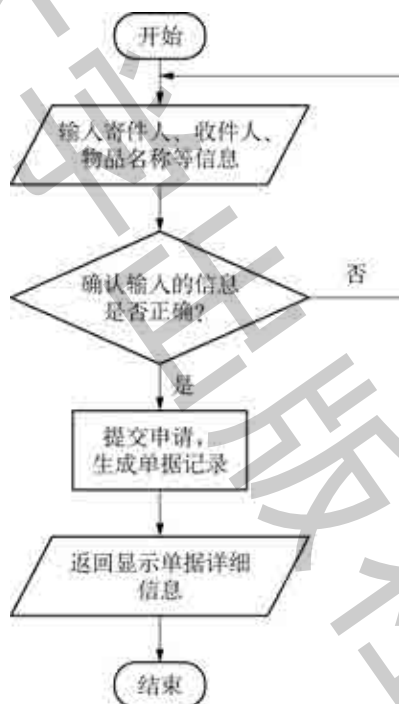 开始
输入寄件人、收件人、
物品名称等信息
确认输入的信息
是否正确？
否
是
提交申请，
生成单据记录
返回显示单据详细
信息
结束